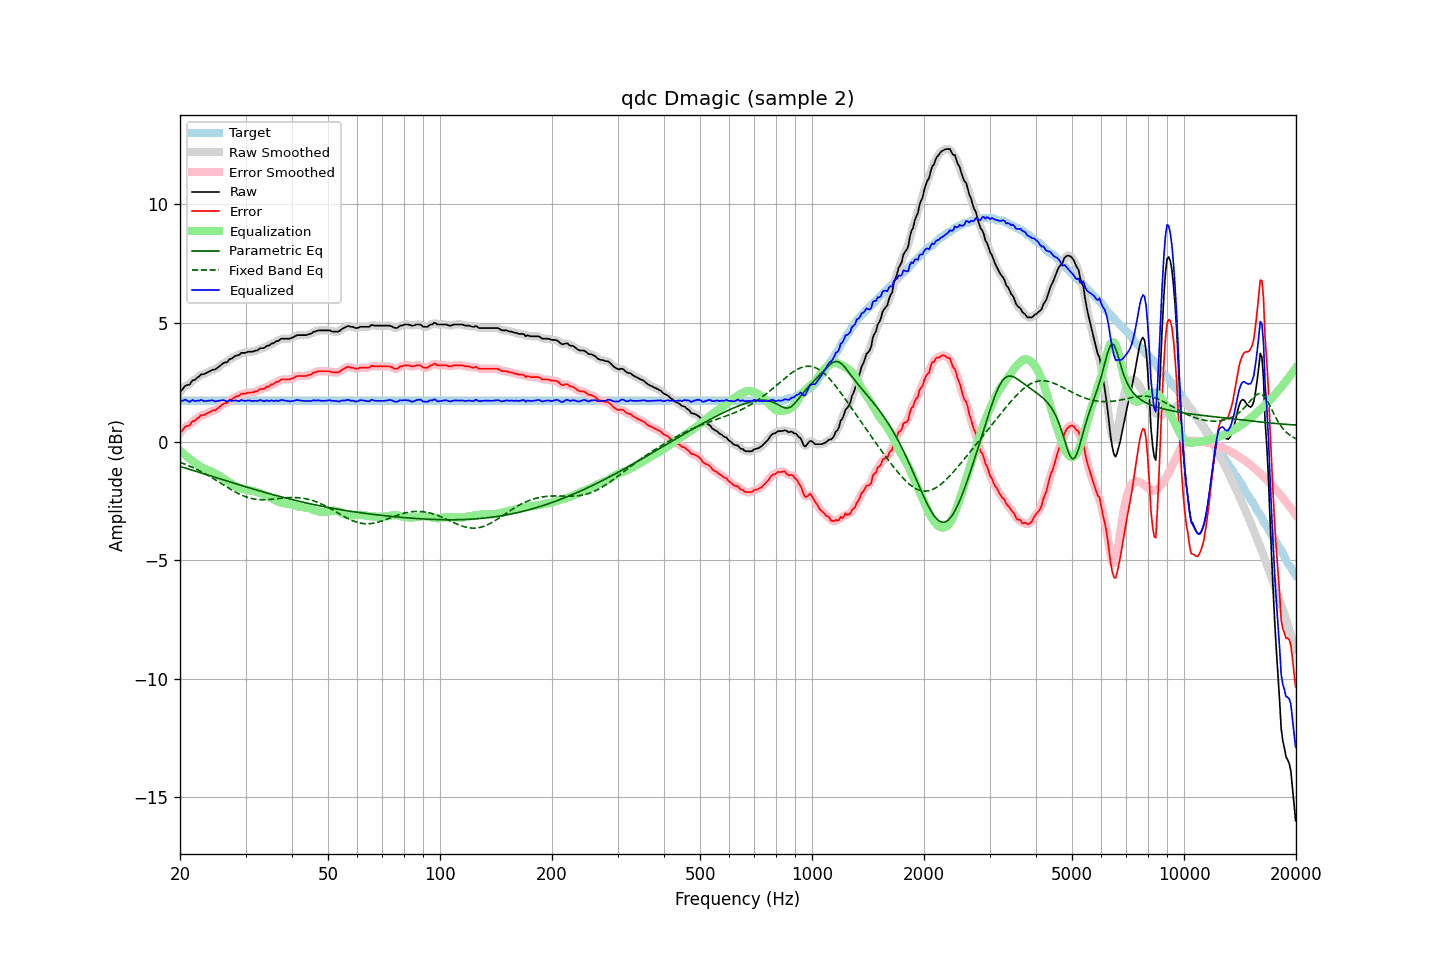 qdc Dmagic (sample 2)
Target
Raw Smoothed
Error Smoothed
Raw
Error
Equalization
Parametric Eq
Fixed Band Eq
Equalized
10
5
0
−5
−10
−15
Amplitude (dBr)
20 50 100 200 500 1000 2000 5000 10000 20000
Frequency (Hz)